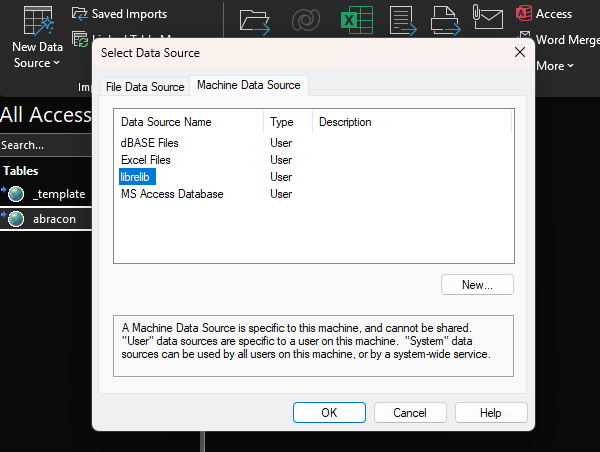 Saved Imports
Linked Table M
New Data
Source
Im
Access
Word Merge
More
All Access
Search...
Tables
_template
abracon
Select Data Source
File Data Source
Machine Data Source
Data Source Name Type Description
dBASE Files User
Excel Files User
librelib User
MS Access Database User
New...
A Machine Data Source is specific to this machine, and cannot be shared.
"User" data sources are specific to a user on this machine. "System" data
sources can be used by all users on this machine, or by a system-wide service.
OK
Cancel
Help